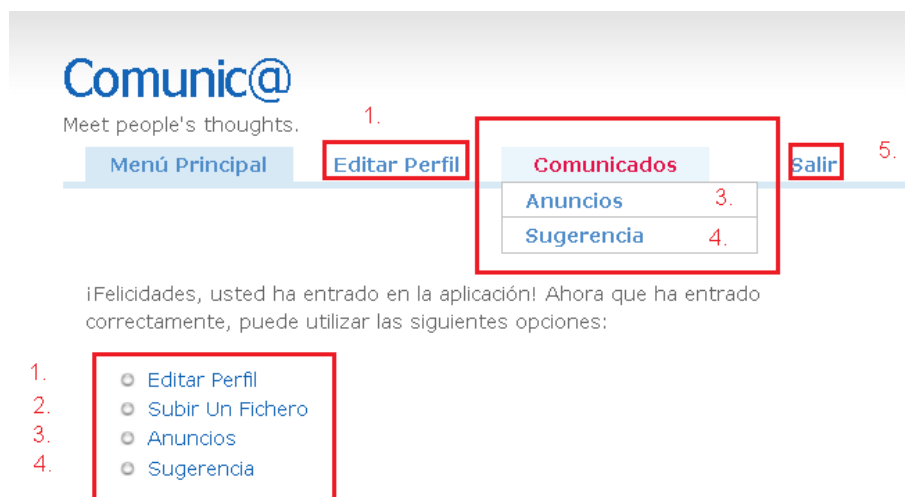 Comunic@
Meet people's thoughts.
1.
Menú Principal Editar Perfil Comunicados Salir 5.
Anuncios 3.
Sugerencia 4.
¡Felicidades, usted ha entrado en la aplicación! Ahora que ha entrado
correctamente, puede utilizar las siguientes opciones:
1. Editar Perfil
2. Subir Un Fichero
3. Anuncios
4. Sugerencia